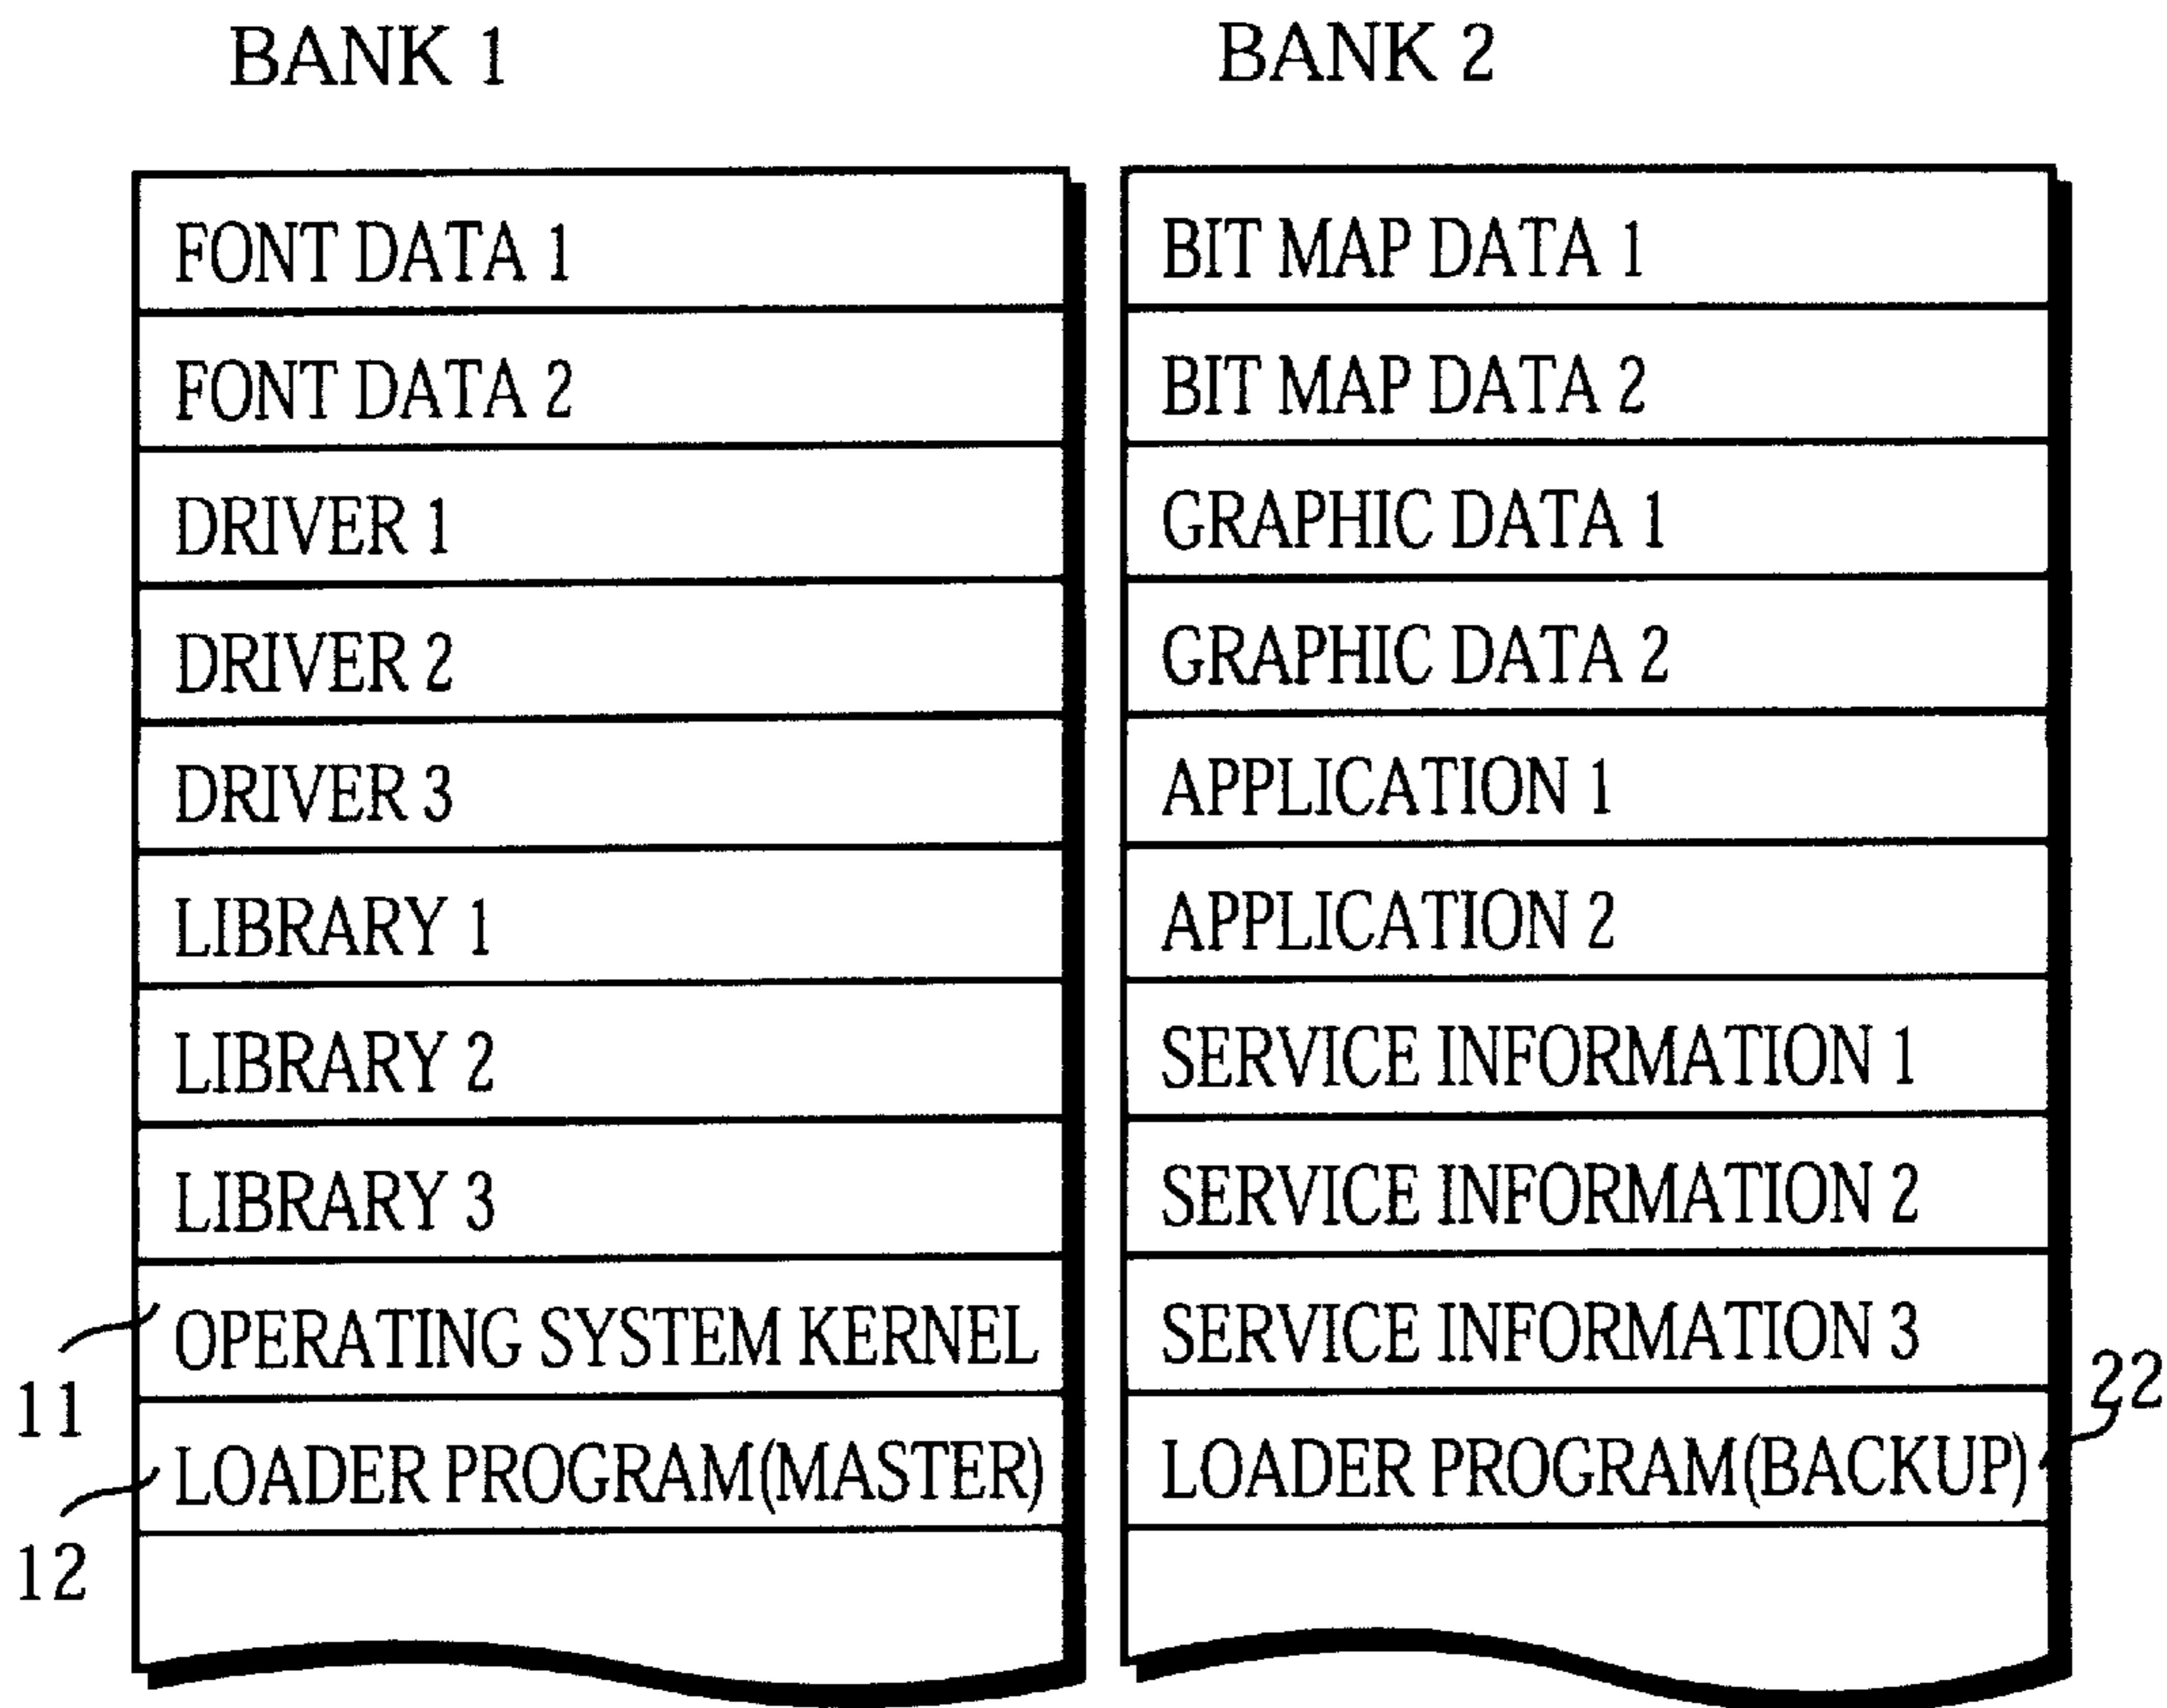 BANK 1
FONT DATA 1
FONT DATA 2
DRIVER 1
DRIVER 2
DRIVER 3
LIBRARY 1
LIBRARY 2
LIBRARY 3
OPERATING SYSTEM KERNEL
11
LOADER PROGRAM(MASTER)
12
BANK 2
BIT MAP DATA 1
BIT MAP DATA 2
GRAPHIC DATA 1
GRAPHIC DATA 2
APPLICATION 1
APPLICATION 2
SERVICE INFORMATION 1
SERVICE INFORMATION 2
SERVICE INFORMATION 3
LOADER PROGRAM(BACKUP)
22